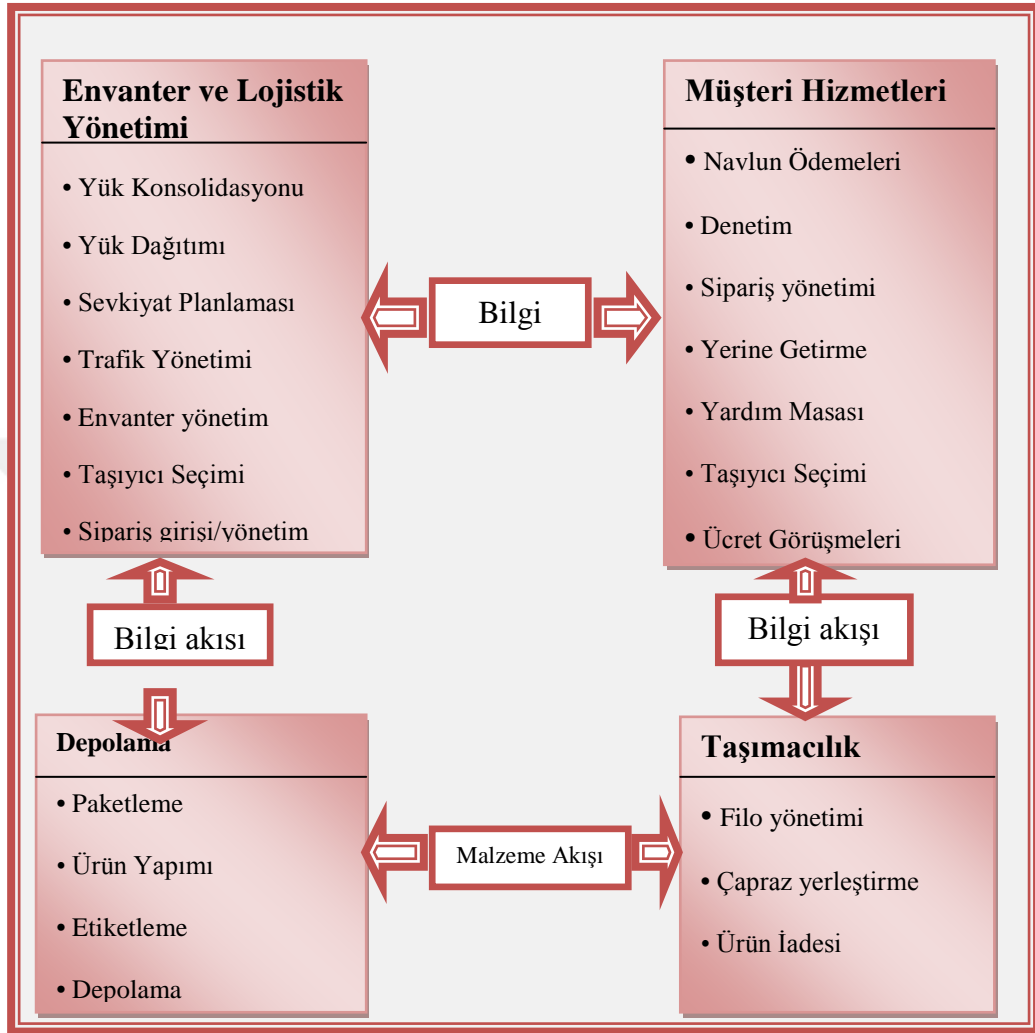 Envanter ve Lojistik
Yönetimi
• Yük Konsolidasyonu
• Yük Dağıtımı
• Sevkiyat Planlaması
• Trafik Yönetimi
• Envanter yönetim
• Taşıyıcı Seçimi
• Sipariş girişi/yönetim
Bilgi
Müşteri Hizmetleri
• Navlun Ödemeleri
• Denetim
• Sipariş yönetimi
• Yerine Getirme
• Yardım Masası
• Taşıyıcı Seçimi
• Ücret Görüşmeleri
Bilgi akışı
Bilgi akışı
Depolama
• Paketleme
• Ürün Yapımı
• Etiketleme
• Depolama
Malzeme Akışı
Taşımacılık
• Filo yönetimi
• Çapraz yerleştirme
• Ürün İadesi